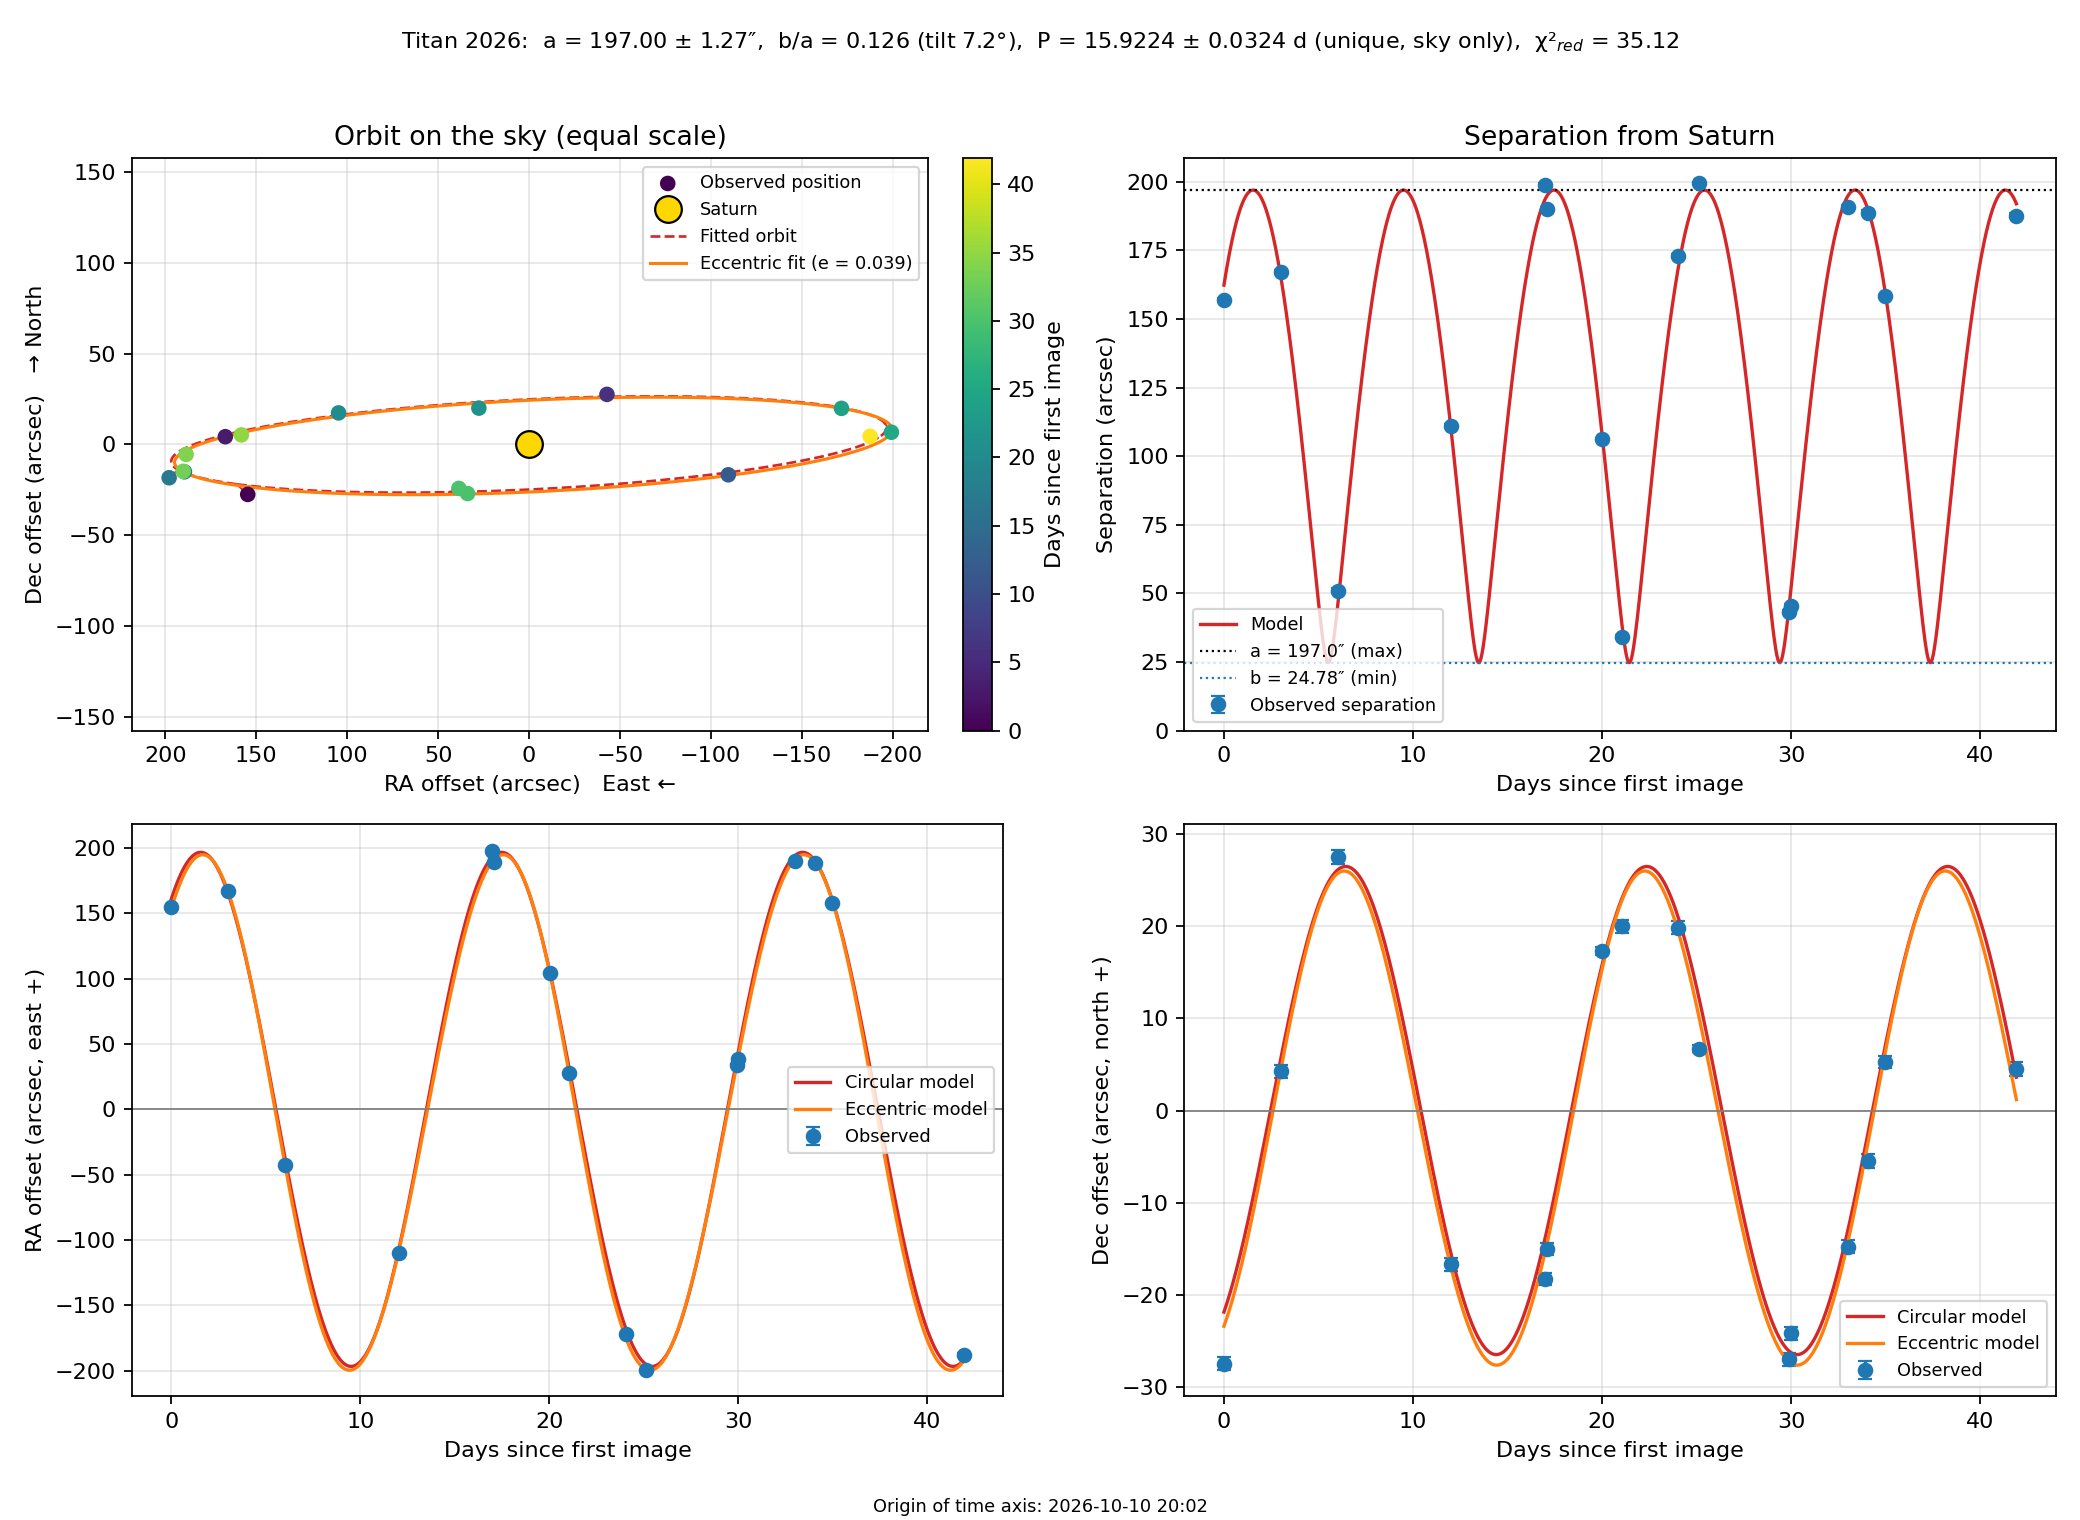 Titan 2026:  a = 197.00 ± 1.27″,  b/a = 0.126 (tilt 7.2°),  P = 15.9224 ± 0.0324 d (unique, sky only),  χ²red = 35.12
Orbit on the sky (equal scale)
Observed position
Saturn
Fitted orbit
Eccentric fit (e = 0.039)
150
100
50
0
−50
−100
−150
Dec offset (arcsec)   → North
200
150
100
50
0
−50
−100
−150
−200
RA offset (arcsec)   East ←
40
35
30
25
20
15
10
5
0
Days since first image
Separation from Saturn
200
175
150
125
100
75
50
25
0
Separation (arcsec)
Model
a = 197.0″ (max)
b = 24.78″ (min)
Observed separation
0
10
20
30
40
Days since first image
200
150
100
50
0
−50
−100
−150
−200
RA offset (arcsec, east +)
Circular model
Eccentric model
Observed
0
10
20
30
40
Days since first image
30
20
10
0
−10
−20
−30
Dec offset (arcsec, north +)
Circular model
Eccentric model
Observed
0
10
20
30
40
Days since first image
Origin of time axis: 2026-10-10 20:02